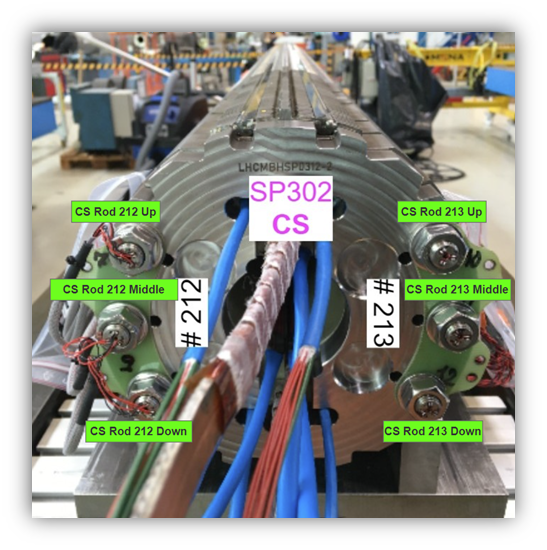 LHCMBHSP0312-2
SP302
CS
CS Rod 212 Up
CS Rod 213 Up
CS Rod 212 Middle
CS Rod 213 Middle
# 212
# 213
CS Rod 212 Down
CS Rod 213 Down